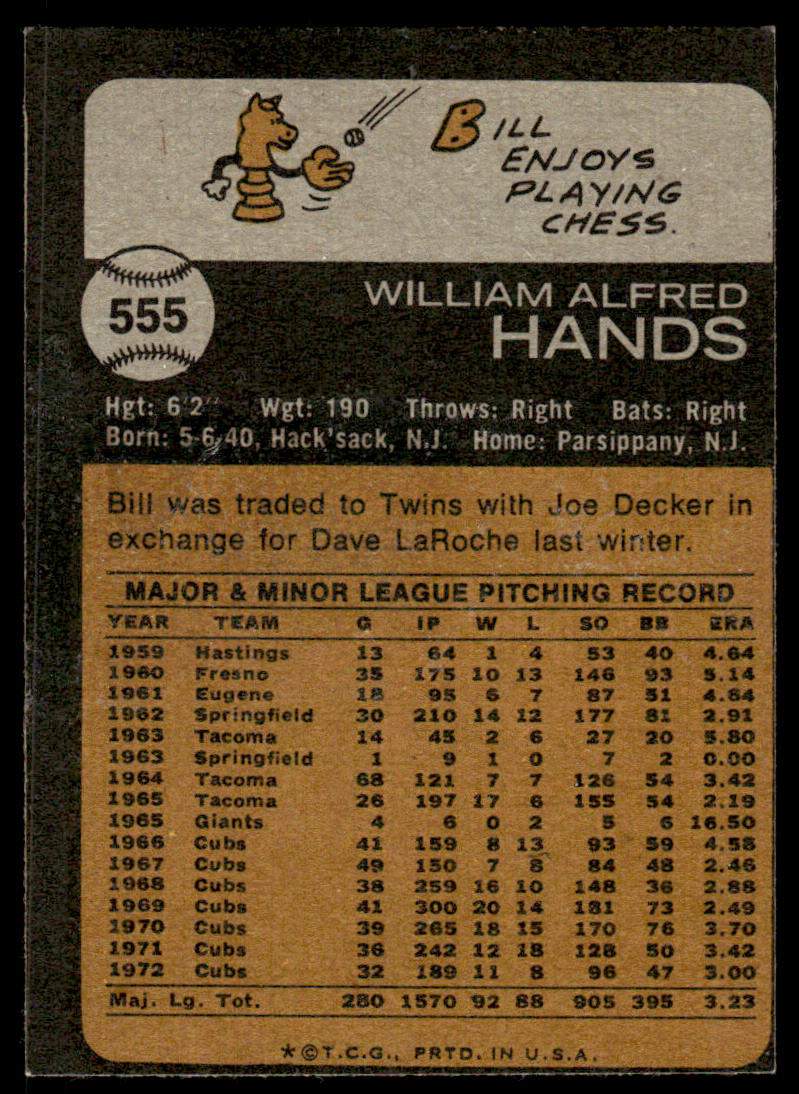 BILL
ENJOYS
PLAYING
CHESS.
555
WILLIAM ALFRED
HANDS
Hgt: 6'2" Wgt: 190 Throws: Right Bats: Right
Born: 5-6-40, Hack'sack, N.J. Home: Parsippany, N.J.
Bill was traded to Twins with Joe Decker in
exchange for Dave LaRoche last winter.
MAJOR & MINOR LEAGUE PITCHING RECORD
YEAR TEAM G IP W L SO BB ERA
1959 Hastings 13 64 1 4 53 40 4.64
1960 Fresno 35 175 10 13 146 93 5.14
1961 Eugene 18 95 6 7 87 51 4.64
1962 Springfield 30 210 14 12 177 81 2.91
1963 Tacoma 14 45 2 6 27 20 5.80
1963 Springfield 1 9 1 0 7 2 0.00
1964 Tacoma 68 121 7 7 126 54 3.42
1965 Tacoma 26 197 17 6 155 54 2.19
1965 Giants 4 6 0 2 5 6 16.50
1966 Cubs 41 159 8 13 93 59 4.58
1967 Cubs 49 150 7 8 84 48 2.46
1968 Cubs 38 259 16 10 148 36 2.88
1969 Cubs 41 300 20 14 181 73 2.49
1970 Cubs 39 265 18 15 170 76 3.70
1971 Cubs 36 242 12 18 128 50 3.42
1972 Cubs 32 189 11 8 96 47 3.00
Maj. Lg. Tot. 280 1570 92 88 905 395 3.23
*©T.C.G., PRTD. IN U.S.A.